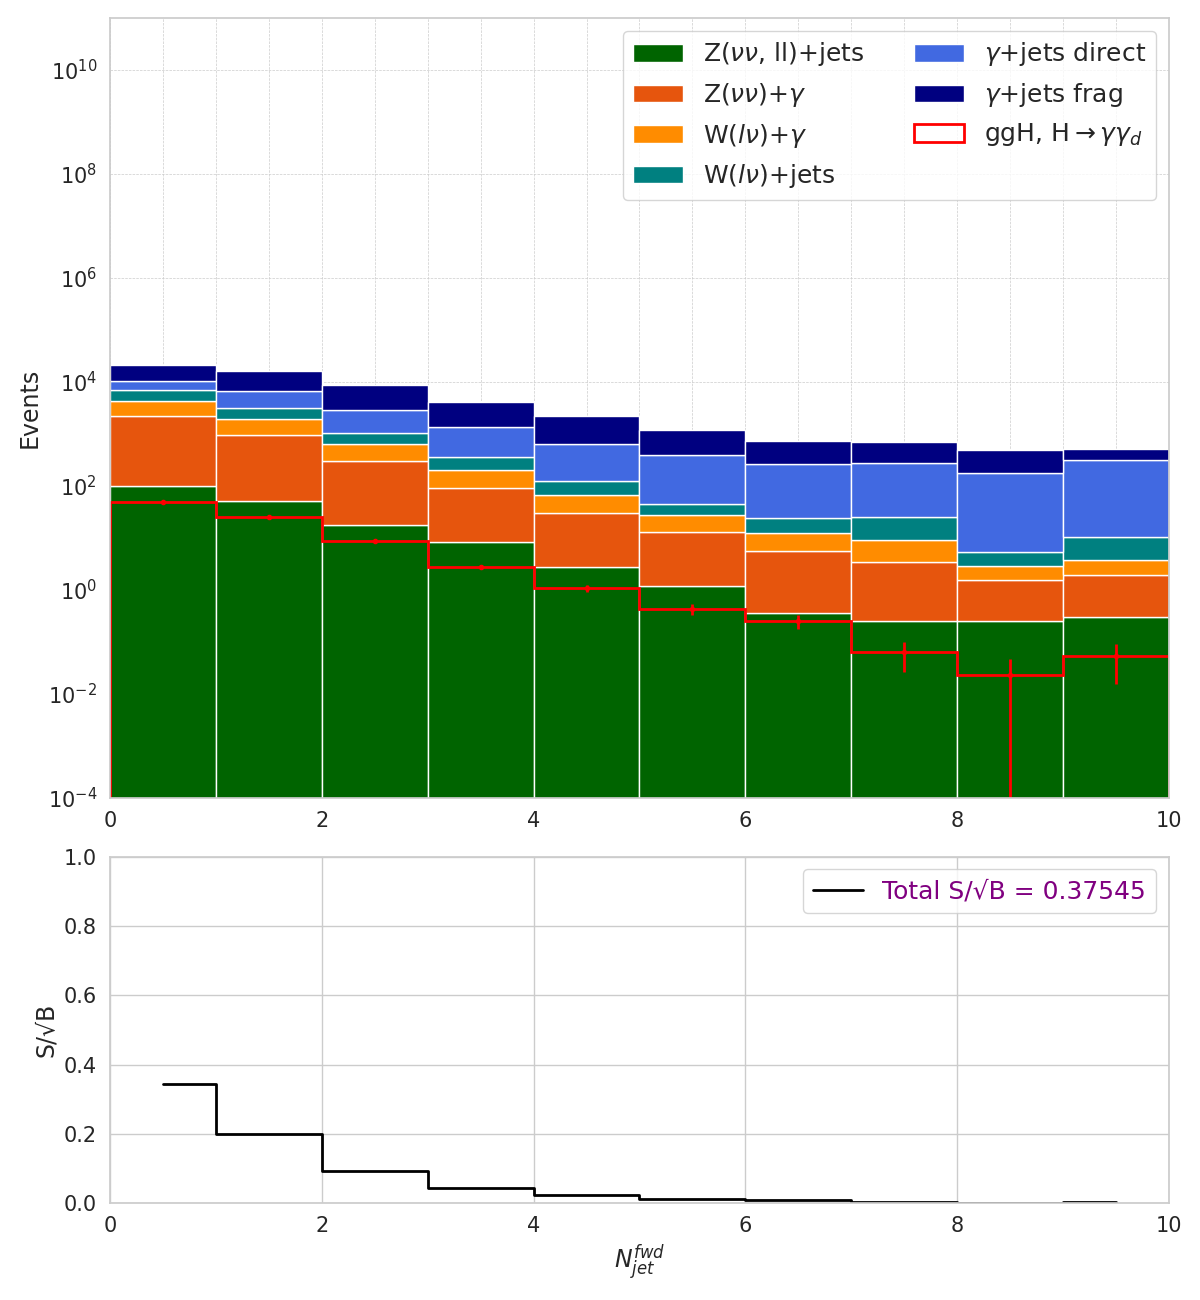 Z(νν, ll)+jets
Z(νν)+γ
W(lν)+γ
W(lν)+jets
γ+jets direct
γ+jets frag
ggH, H→γγ_d
Events
10^10
10^8
10^6
10^4
10^2
10^0
10^−2
10^−4
0 2 4 6 8 10
Total S/√B = 0.37545
S/√B
1.0
0.8
0.6
0.4
0.2
0.0
0 2 4 6 8 10
N_jet^fwd